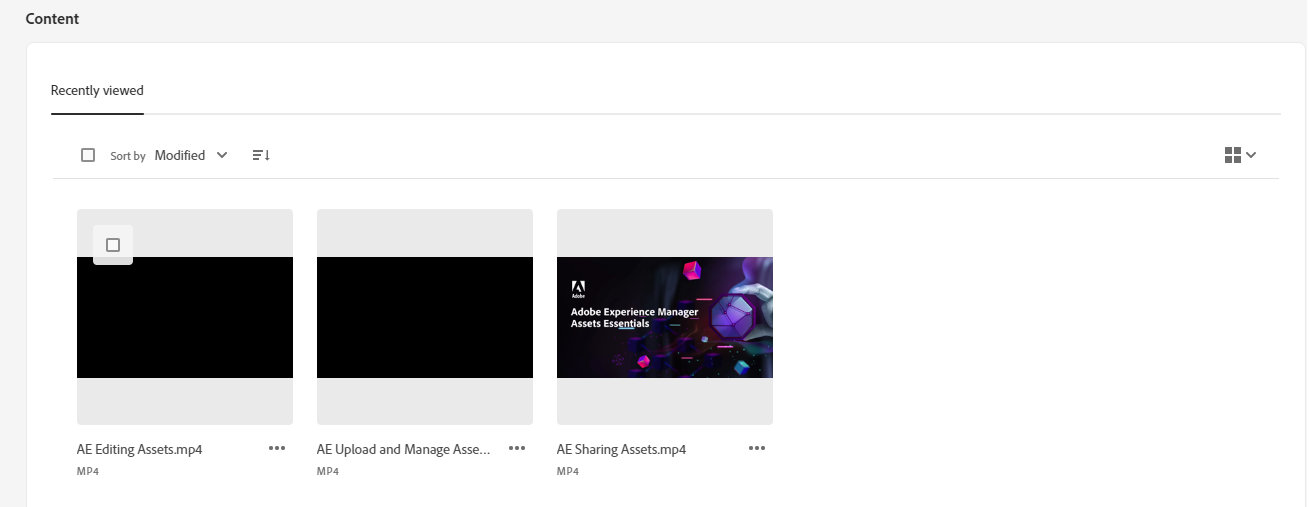 Content
Recently viewed
Sort by Modified
Adobe
Adobe Experience Manager
Assets Essentials
AE Editing Assets.mp4
AE Upload and Manage Asse...
AE Sharing Assets.mp4
MP4
MP4
MP4